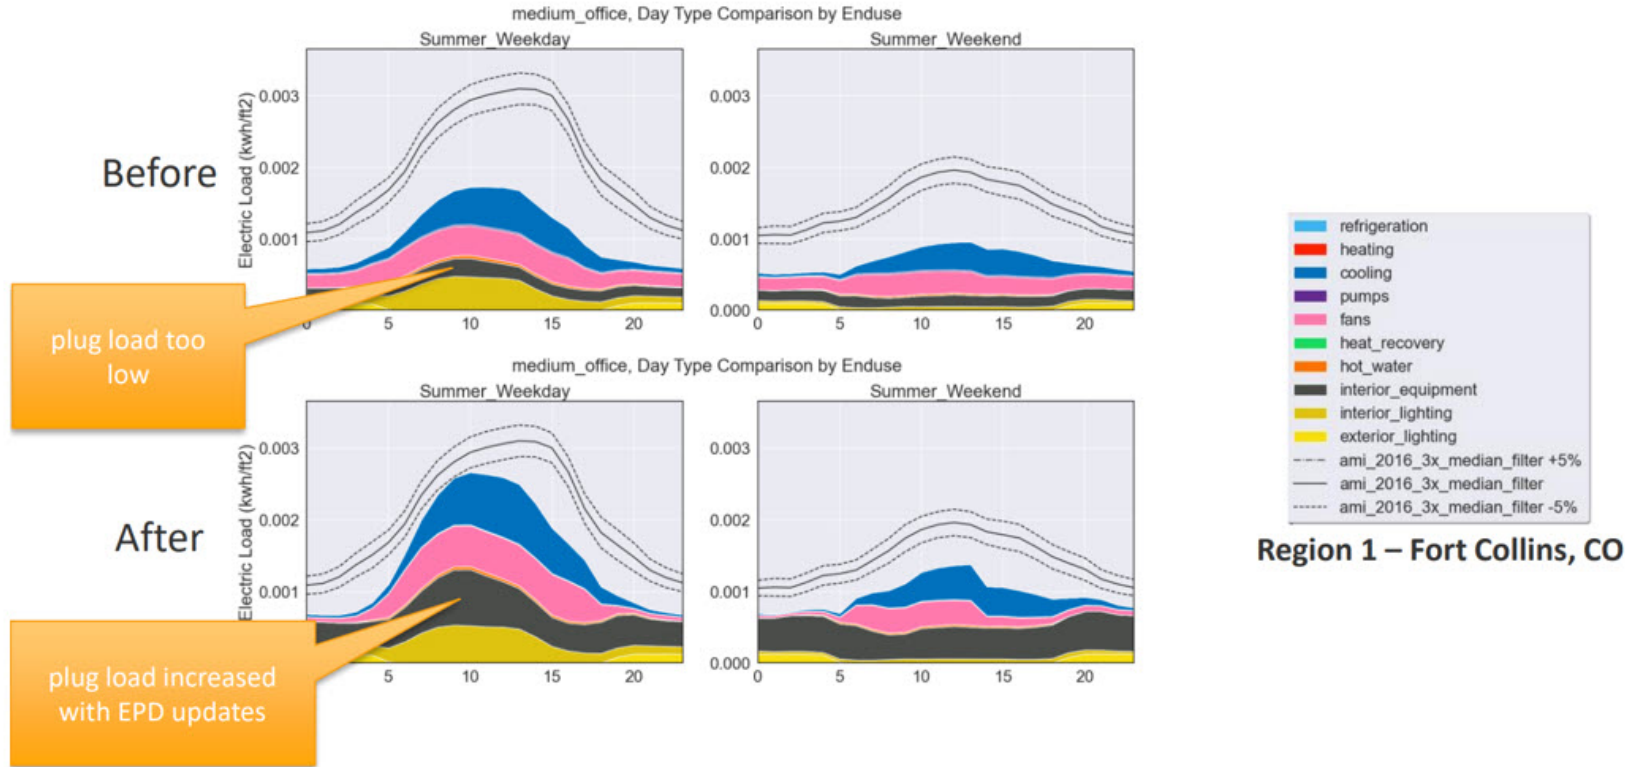 medium_office, Day Type Comparison by Enduse
Summer_Weekday
Summer_Weekend
Before
Electric Load (kwh/ft2)
0.003
0.002
0.001
0.003
0.002
0.001
0.000
0 5 10 15 20
0 5 10 15 20
plug load too
low
medium_office, Day Type Comparison by Enduse
Summer_Weekday
Summer_Weekend
After
Electric Load (kwh/ft2)
0.003
0.002
0.001
0.003
0.002
0.001
0.000
5 10 15 20
0 5 10 15 20
plug load increased
with EPD updates
refrigeration
heating
cooling
pumps
fans
heat_recovery
hot_water
interior_equipment
interior_lighting
exterior_lighting
ami_2016_3x_median_filter +5%
ami_2016_3x_median_filter
ami_2016_3x_median_filter -5%
Region 1 – Fort Collins, CO